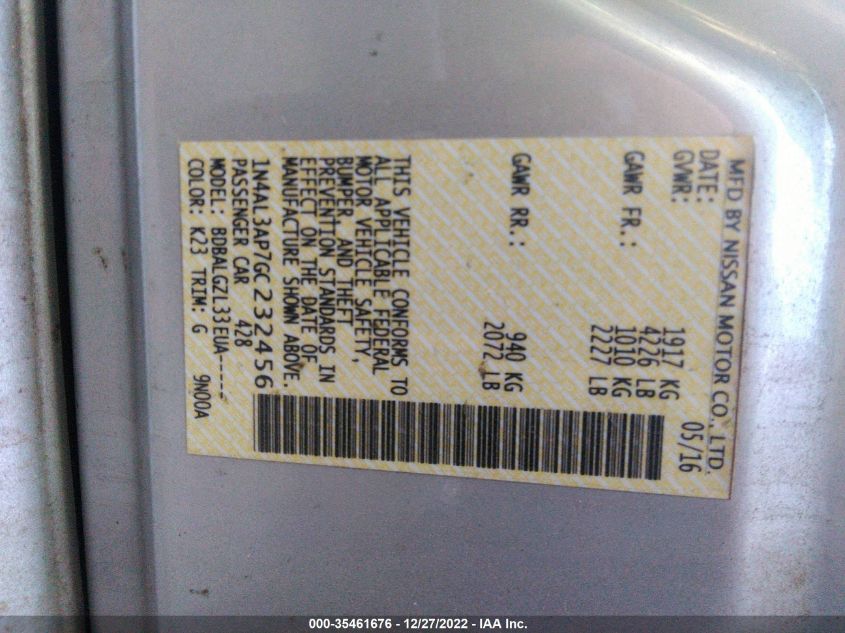 MFD BY NISSAN MOTOR CO., LTD.
DATE: 05/16
GVWR: 1917 KG
4226 LB
GAWR FR.: 1010 KG
2227 LB
GAWR RR.: 940 KG
2072 LB
THIS VEHICLE CONFORMS TO
ALL APPLICABLE FEDERAL
MOTOR VEHICLE SAFETY,
BUMPER, AND THEFT
PREVENTION STANDARDS IN
EFFECT ON THE DATE OF
MANUFACTURE SHOWN ABOVE.
1N4AL3AP7GC232456
PASSENGER CAR 428
MODEL: BDBALGZL33EUA-----
COLOR: K23 TRIM: G 9N00A
000-35461676 - 12/27/2022 - IAA Inc.